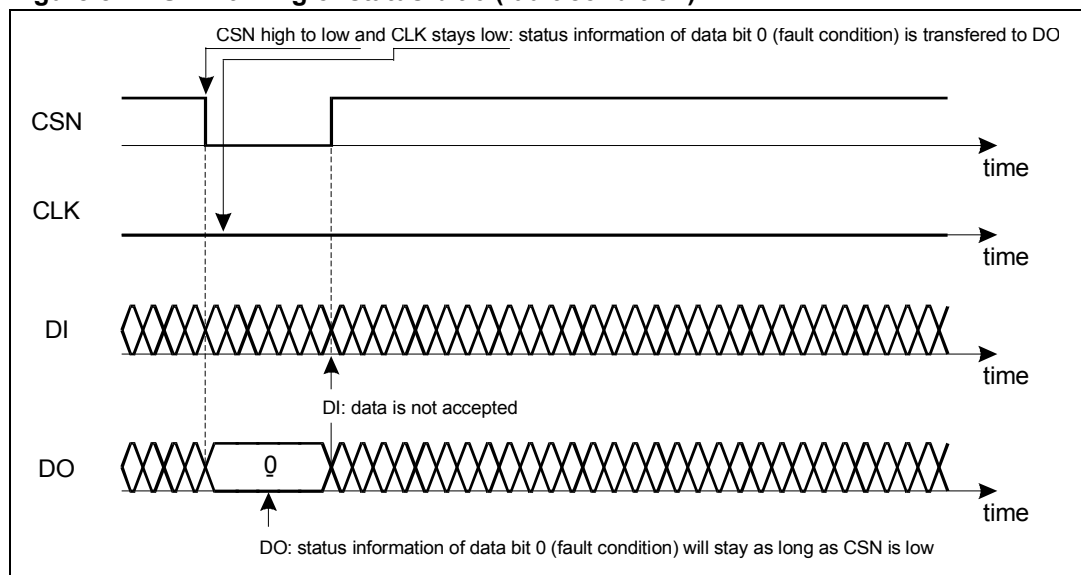 CSN high to low and CLK stays low: status information of data bit 0 (fault condition) is transfered to DO
CSN
time
CLK
time
DI
time
DI: data is not accepted
DO
0
time
DO: status information of data bit 0 (fault condition) will stay as long as CSN is low